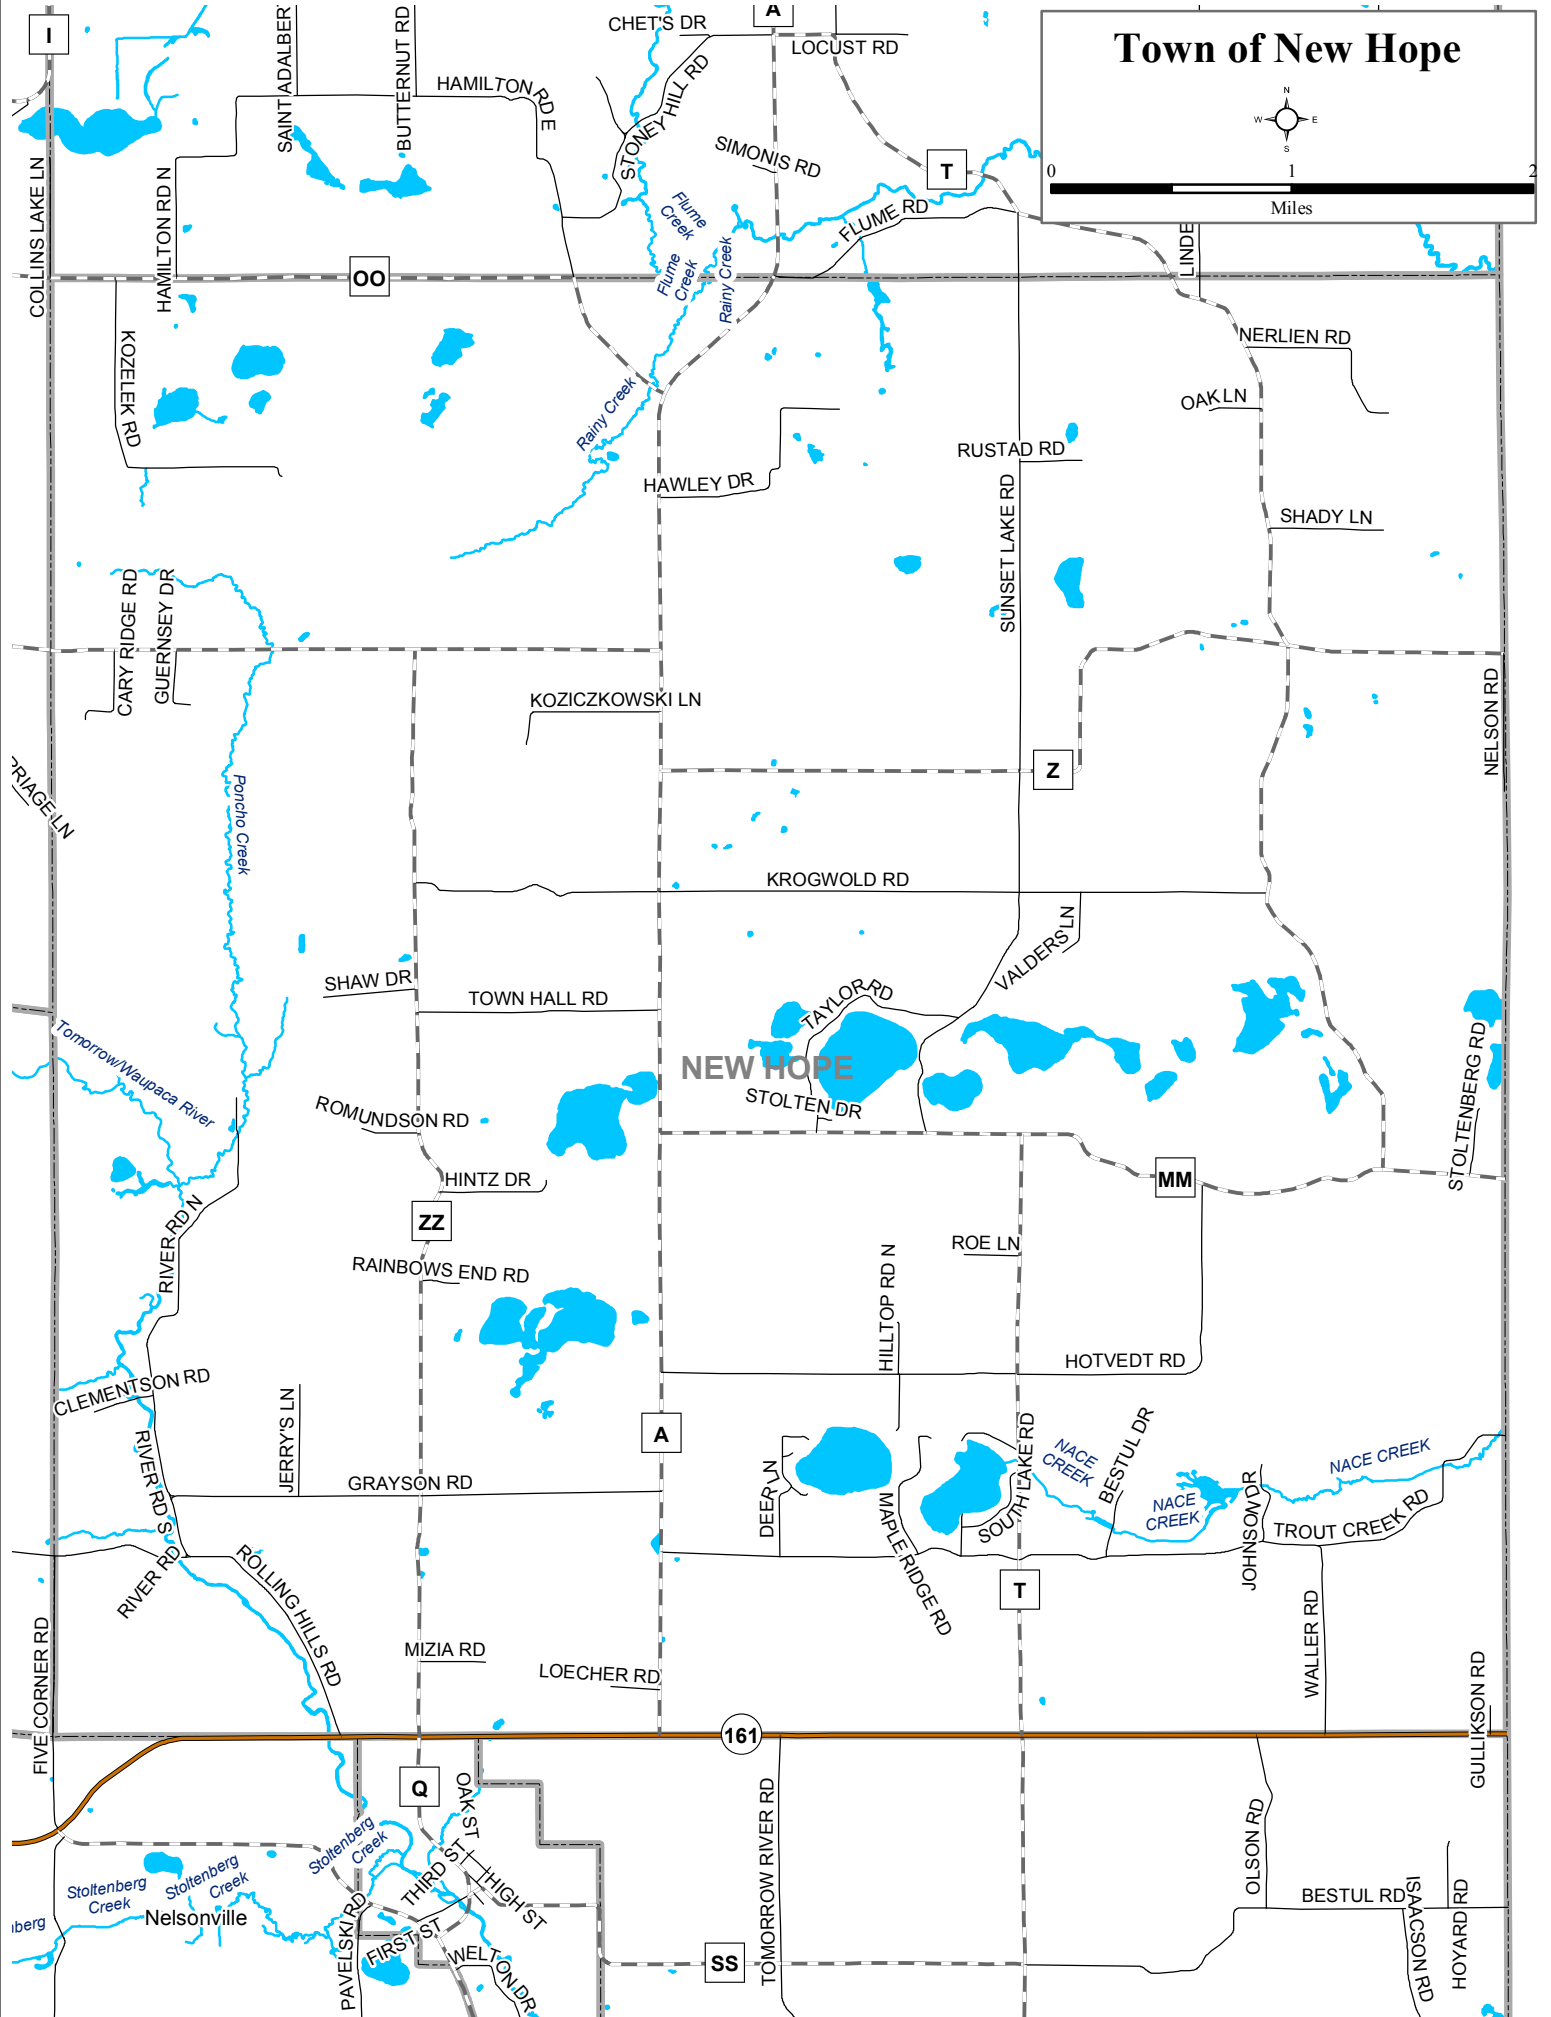 Town of New Hope
N
W
E
S
0
1
2
Miles
I
A
SAINT ADALBER
BUTTERNUT RD
CHET'S DR
LOCUST RD
HAMILTON RD E
STONEY HILL RD
SIMONIS RD
T
COLLINS LAKE LN
HAMILTON RD N
Flume
Creek
FLUME RD
Flume
Creek
Rainy Creek
LINDE
OO
KOZELEK RD
NERLIEN RD
OAK LN
Rainy Creek
RUSTAD RD
HAWLEY DR
SUNSET LAKE RD
SHADY LN
CARY RIDGE RD
GUERNSEY DR
KOZICZKOWSKI LN
NELSON RD
Z
RRIAGE LN
Poncho Creek
KROGWOLD RD
VALDERS LN
SHAW DR
TOWN HALL RD
TAYLOR RD
Tomorrow/Waupaca River
NEW HOPE
STOLTENBERG RD
ROMUNDSON RD
STOLTEN DR
HINTZ DR
MM
ZZ
RIVER RD N
ROE LN
RAINBOWS END RD
HILLTOP RD N
HOTVEDT RD
CLEMENTSON RD
JERRY'S LN
A
RIVER RD S
GRAYSON RD
DEER LN
MAPLE RIDGE RD
SOUTH LAKE RD
NACE
CREEK
BESTUL DR
NACE
CREEK
NACE CREEK
JOHNSON DR
TROUT CREEK RD
RIVER RD
ROLLING HILLS RD
T
WALLER RD
MIZIA RD
LOECHER RD
FIVE CORNER RD
GULLIKSON RD
161
Q
OAK ST
TOMORROW RIVER RD
OLSON RD
Stoltenberg
Creek
THIRD ST
HIGH ST
Stoltenberg
Creek
Stoltenberg
Creek
nberg
Nelsonville
PAVELSKI RD
FIRST ST
WELTON DR
SS
BESTUL RD
ISAACSON RD
HOYARD RD